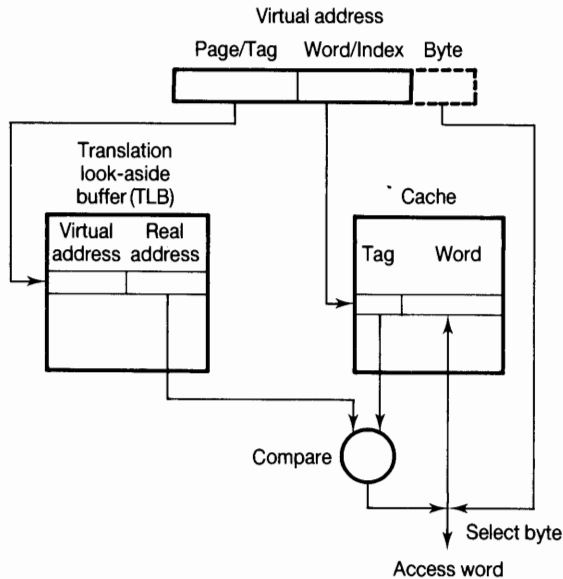 Virtual address
Page/Tag Word/Index Byte
Translation
look-aside
buffer (TLB)
Cache
Virtual Real
address address
Tag Word
Compare
Select byte
Access word